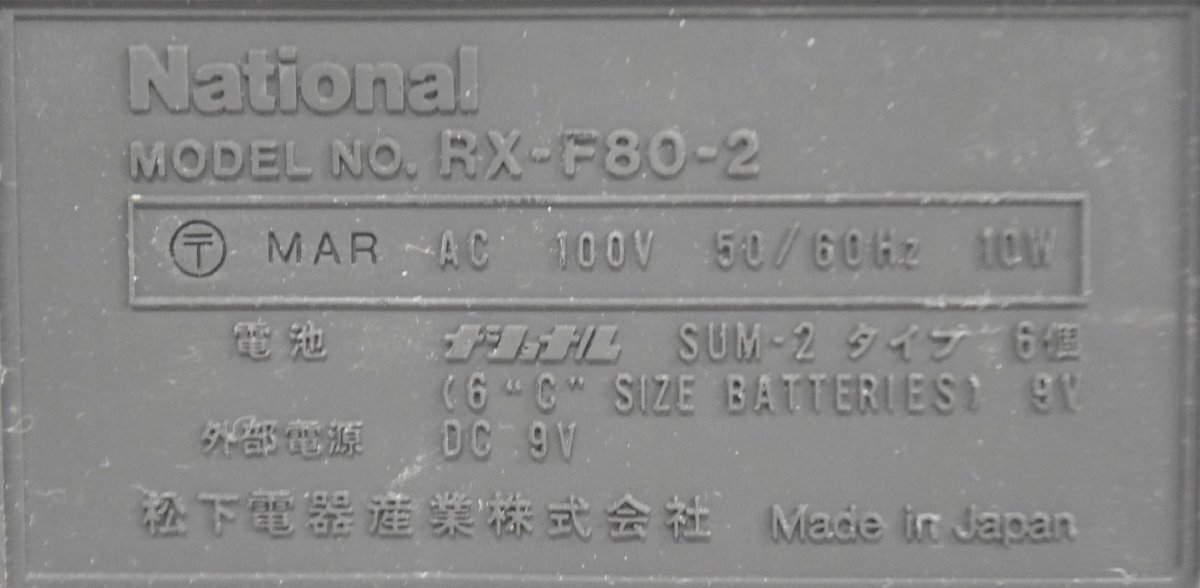 National
MODEL NO. RX-F80-2
〒 MAR AC 100V 50/60Hz 10W
電池 ナショナル SUM-2 タイプ 6個
(6 "C" SIZE BATTERIES) 9V
外部電源 DC 9V
松下電器産業株式会社 Made in Japan